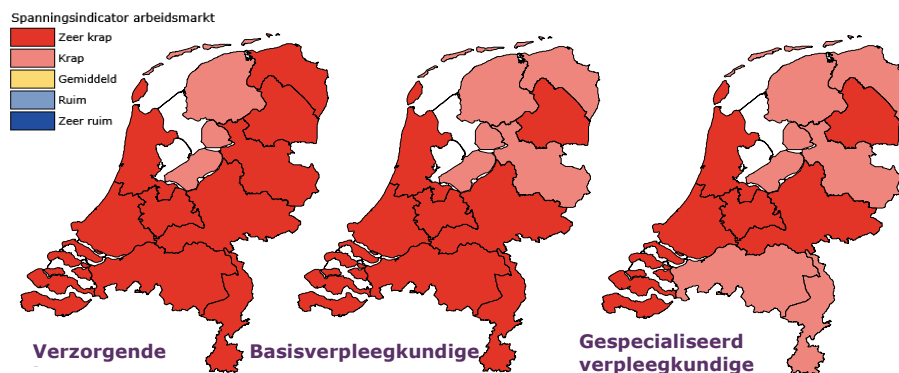 Spanningsindicator arbeidsmarkt
Zeer krap
Krap
Gemiddeld
Ruim
Zeer ruim
Verzorgende
Basisverpleegkundige
Gespecialiseerd
verpleegkundige